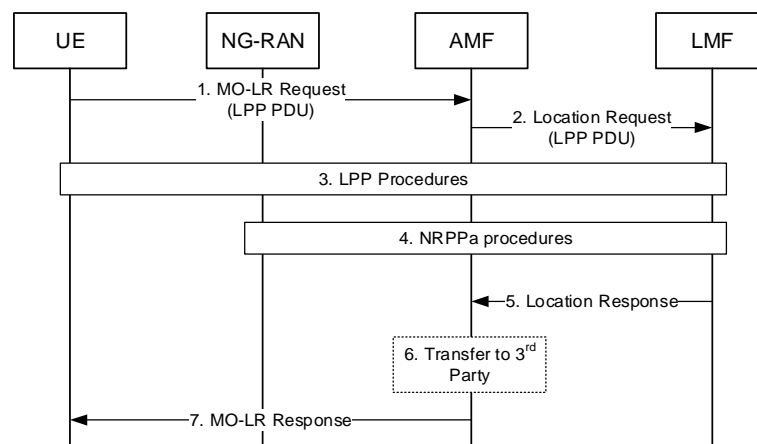 UE
NG-RAN
AMF
LMF
1. MO-LR Request
(LPP PDU)
2. Location Request
(LPP PDU)
3. LPP Procedures
4. NRPPa procedures
5. Location Response
6. Transfer to 3rd
Party
7. MO-LR Response